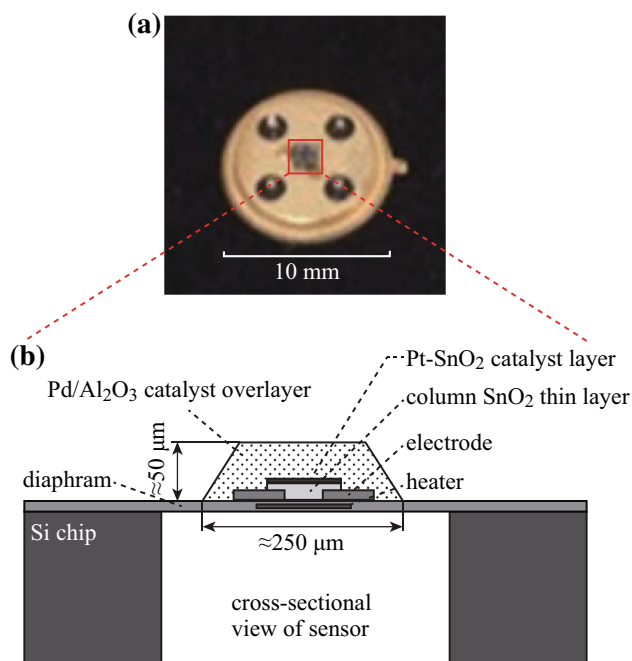 (a)
10 mm
(b)
Pt-SnO₂ catalyst layer
Pd/Al₂O₃ catalyst overlayer
column SnO₂ thin layer
electrode
≈50 μm
diaphram
heater
Si chip
≈250 μm
cross-sectional
view of sensor